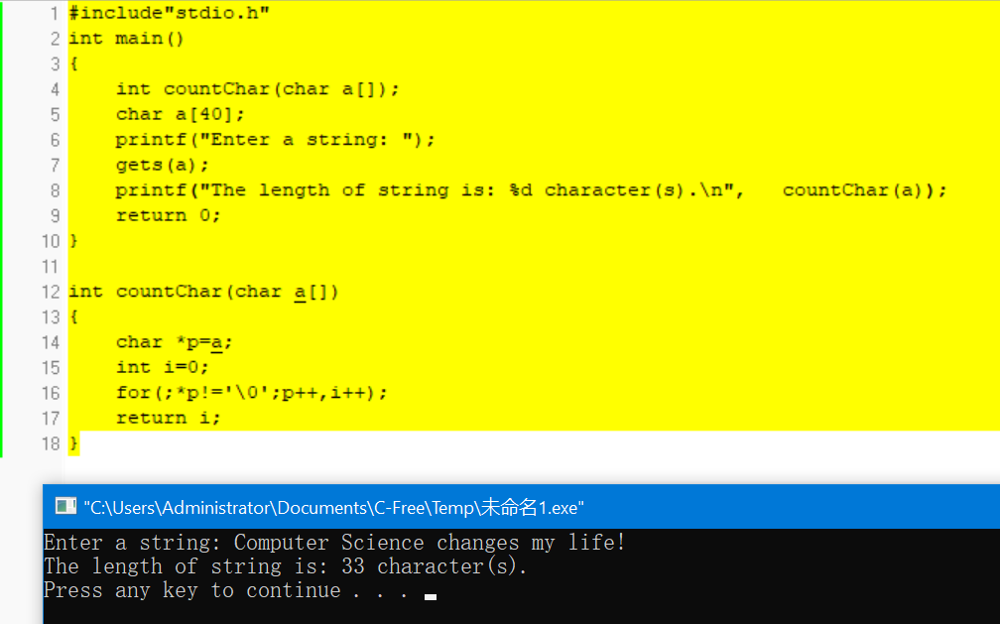 1 #include"stdio.h"
2 int main()
3 {
4     int countChar(char a[]);
5     char a[40];
6     printf("Enter a string: ");
7     gets(a);
8     printf("The length of string is: %d character(s).\n",   countChar(a));
9     return 0;
10 }
11
12 int countChar(char a[])
13 {
14     char *p=a;
15     int i=0;
16     for(;*p!='\0';p++,i++);
17     return i;
18 }
"C:\Users\Administrator\Documents\C-Free\Temp\未命名1.exe"
Enter a string: Computer Science changes my life!
The length of string is: 33 character(s).
Press any key to continue . . .